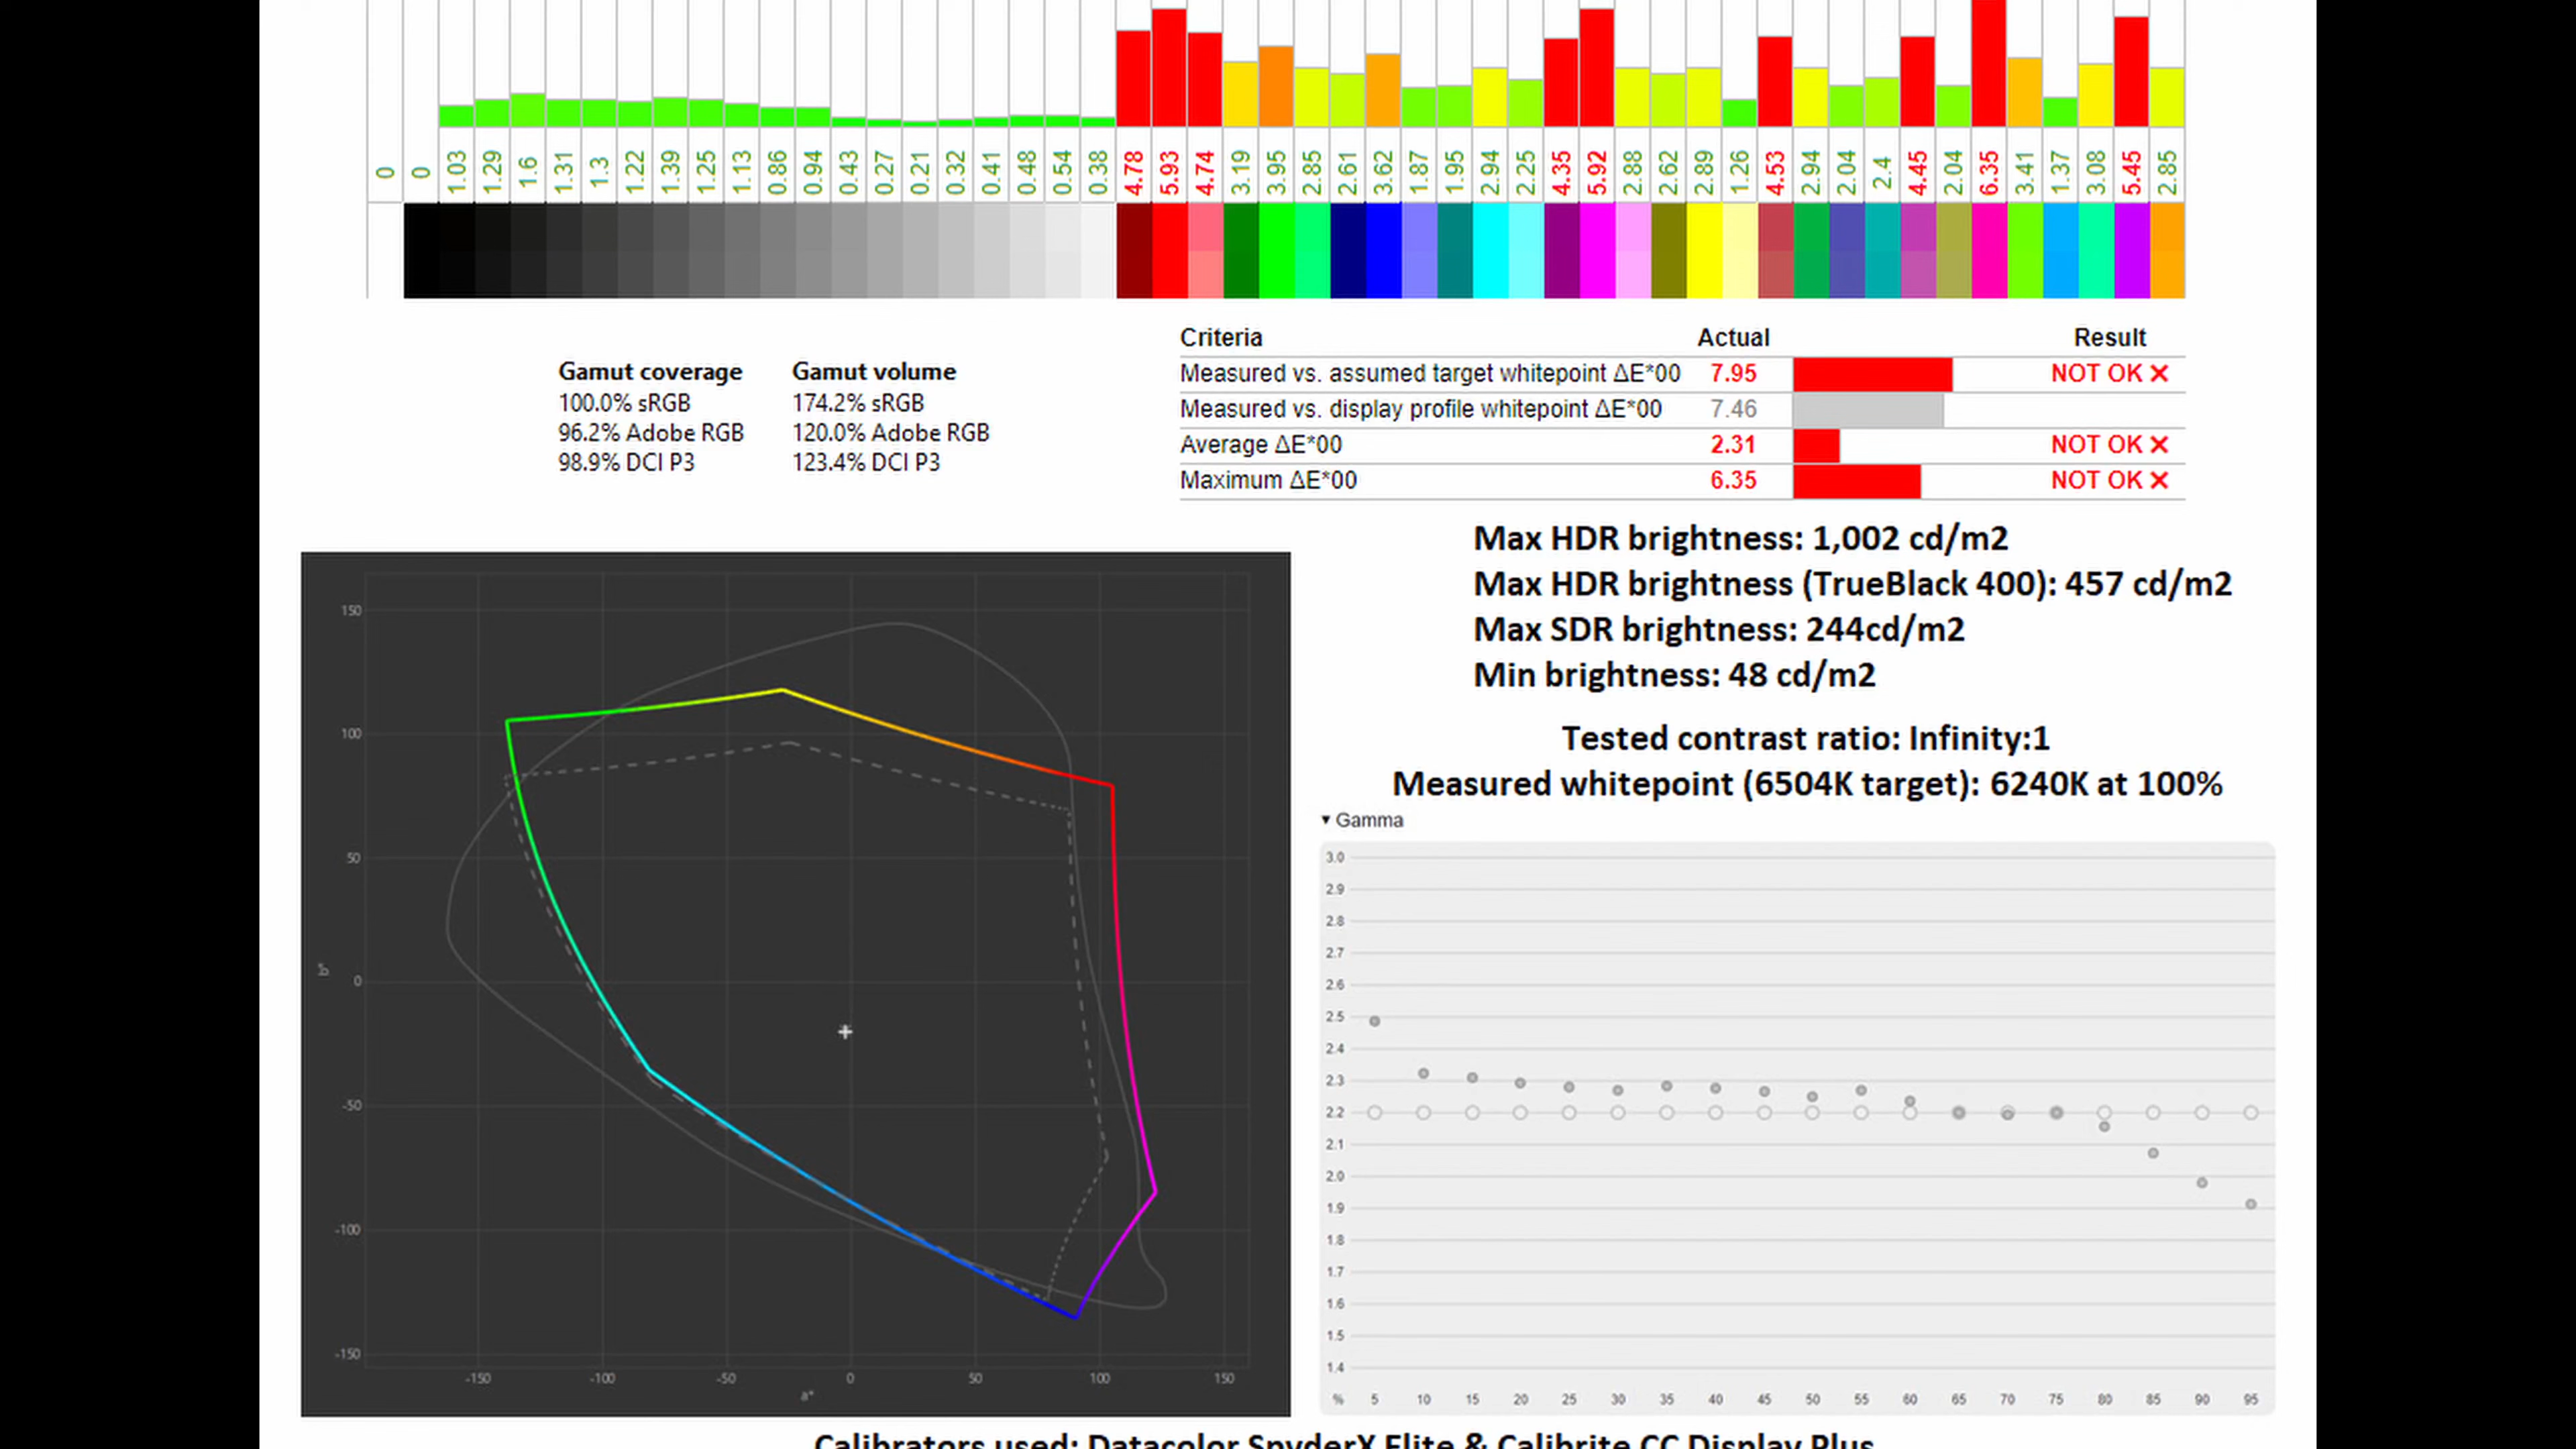 0 0 1.03 1.29 1.6 1.31 1.3 1.22 1.39 1.25 1.13 0.86 0.94 0.43 0.27 0.21 0.32 0.41 0.48 0.54 0.38 4.78 5.93 4.74 3.19 3.95 2.85 2.61 3.62 1.87 1.95 2.94 2.25 4.35 5.92 2.88 2.62 2.89 1.26 4.53 2.94 2.04 2.4 4.45 2.04 6.35 3.41 1.37 3.08 5.45 2.85
Gamut coverage
100.0% sRGB
96.2% Adobe RGB
98.9% DCI P3
Gamut volume
174.2% sRGB
120.0% Adobe RGB
123.4% DCI P3
Criteria Actual Result
Measured vs. assumed target whitepoint ΔE*00 7.95 NOT OK ✕
Measured vs. display profile whitepoint ΔE*00 7.46
Average ΔE*00 2.31 NOT OK ✕
Maximum ΔE*00 6.35 NOT OK ✕
Max HDR brightness: 1,002 cd/m2
Max HDR brightness (TrueBlack 400): 457 cd/m2
Max SDR brightness: 244cd/m2
Min brightness: 48 cd/m2
Tested contrast ratio: Infinity:1
Measured whitepoint (6504K target): 6240K at 100%
150
100
50
0
-50
-100
-150
b*
-150 -100 -50 0 50 100 150
a*
▾ Gamma
3.0
2.9
2.8
2.7
2.6
2.5
2.4
2.3
2.2
2.1
2.0
1.9
1.8
1.7
1.6
1.5
1.4
% 5 10 15 20 25 30 35 40 45 50 55 60 65 70 75 80 85 90 95
Calibrators used: Datacolor SpyderX Elite & Calibrite CC Display Plus